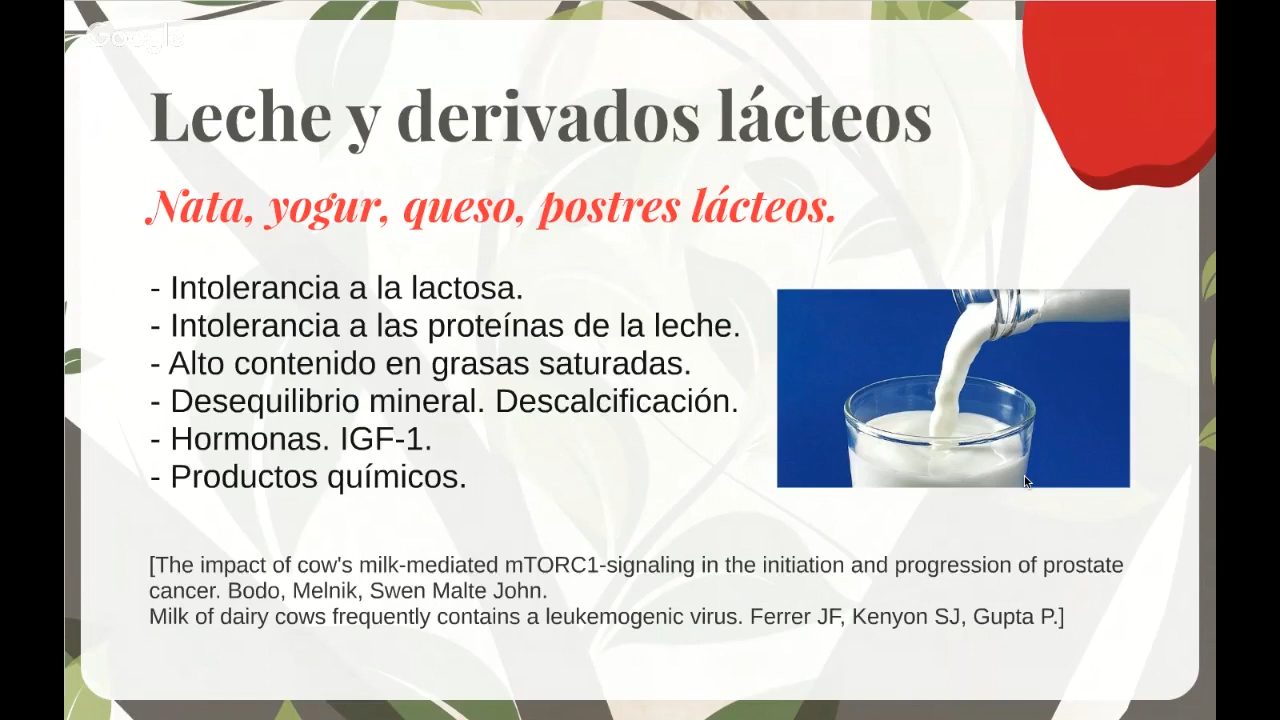 Google
Leche y derivados lácteos
Nata, yogur, queso, postres lácteos.
- Intolerancia a la lactosa.
- Intolerancia a las proteínas de la leche.
- Alto contenido en grasas saturadas.
- Desequilibrio mineral. Descalcificación.
- Hormonas. IGF-1.
- Productos químicos.
[The impact of cow's milk-mediated mTORC1-signaling in the initiation and progression of prostate
cancer. Bodo, Melnik, Swen Malte John.
Milk of dairy cows frequently contains a leukemogenic virus. Ferrer JF, Kenyon SJ, Gupta P.]